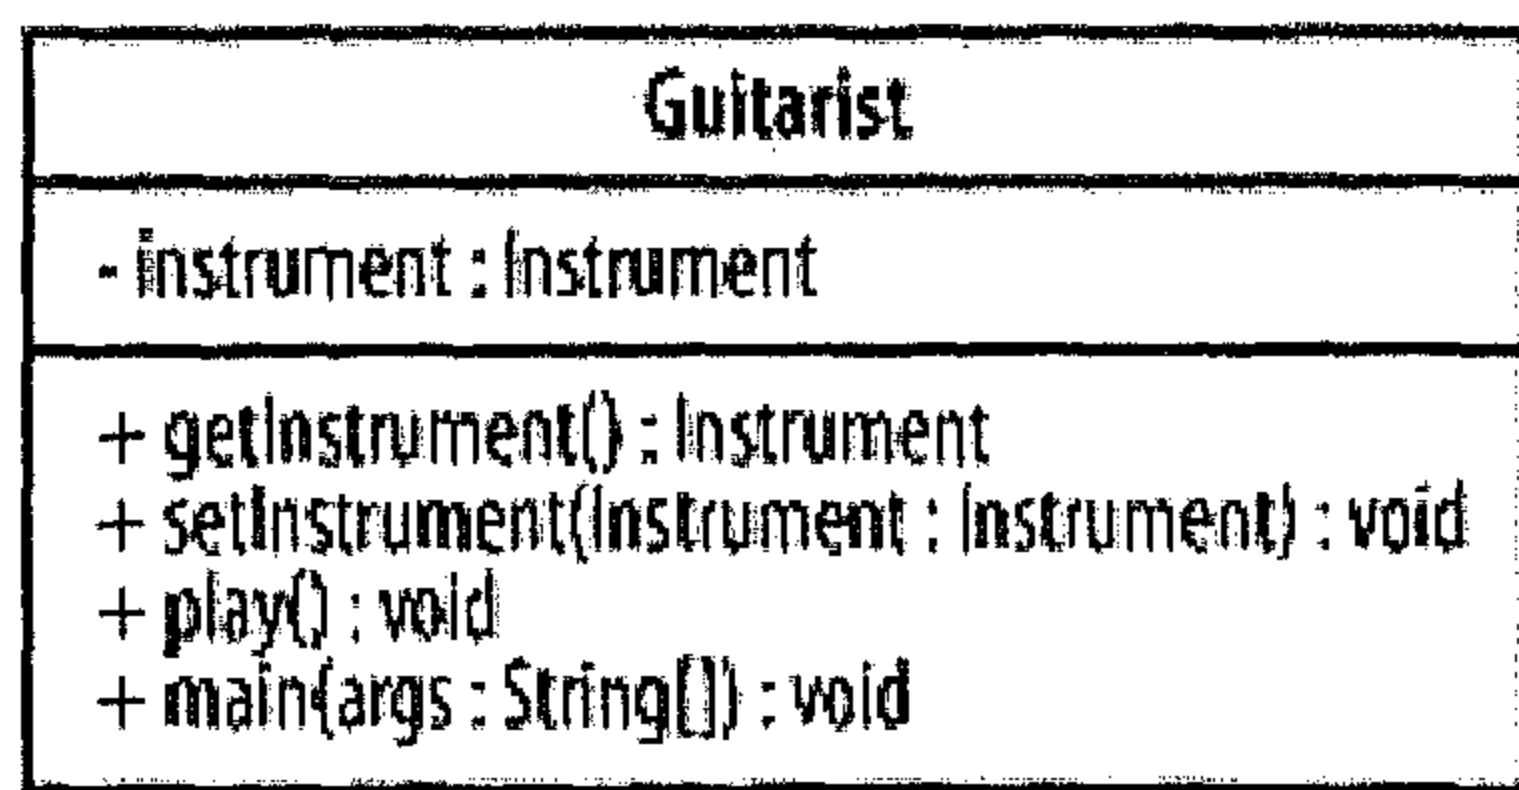 Guitarist
- instrument : Instrument
+ getInstrument() : Instrument
+ setInstrument(instrument : Instrument) : void
+ play() : void
+ main(args : String[]) : void